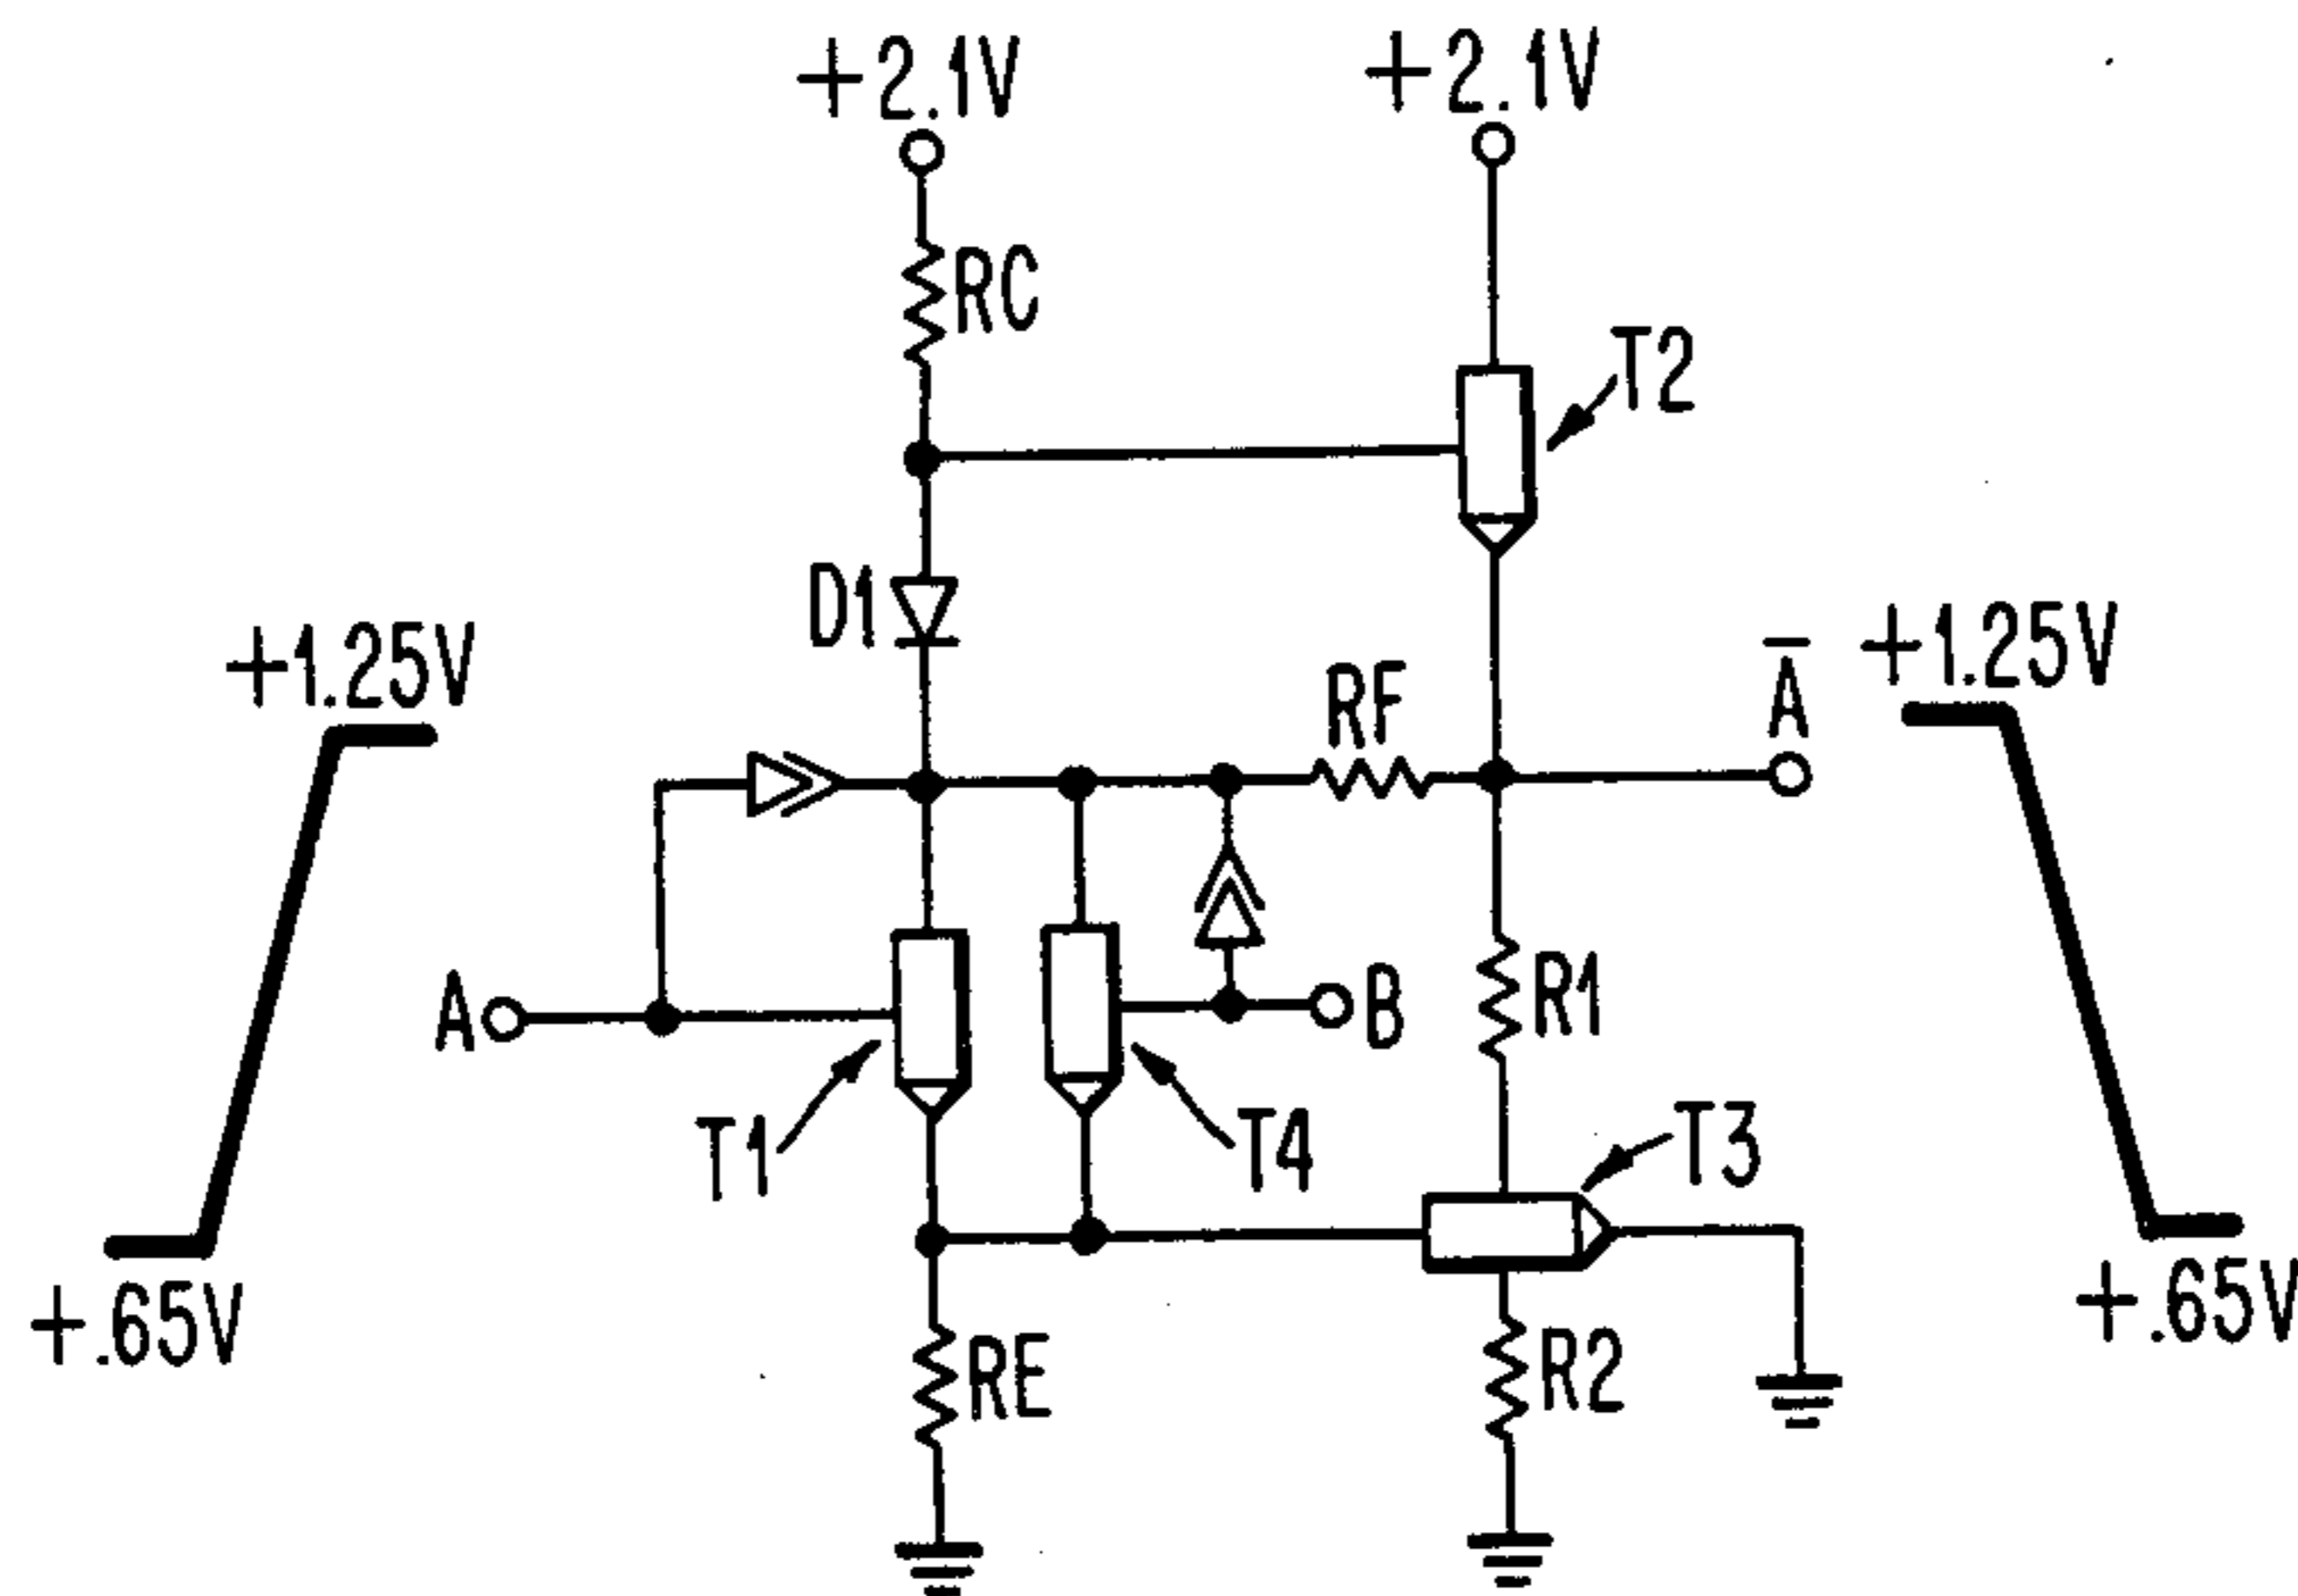 +2.1V
+2.1V
RC
T2
D1
+1.25V
RF
A̅
+1.25V
A
B
R1
T1
T4
T3
+.65V
RE
R2
+.65V